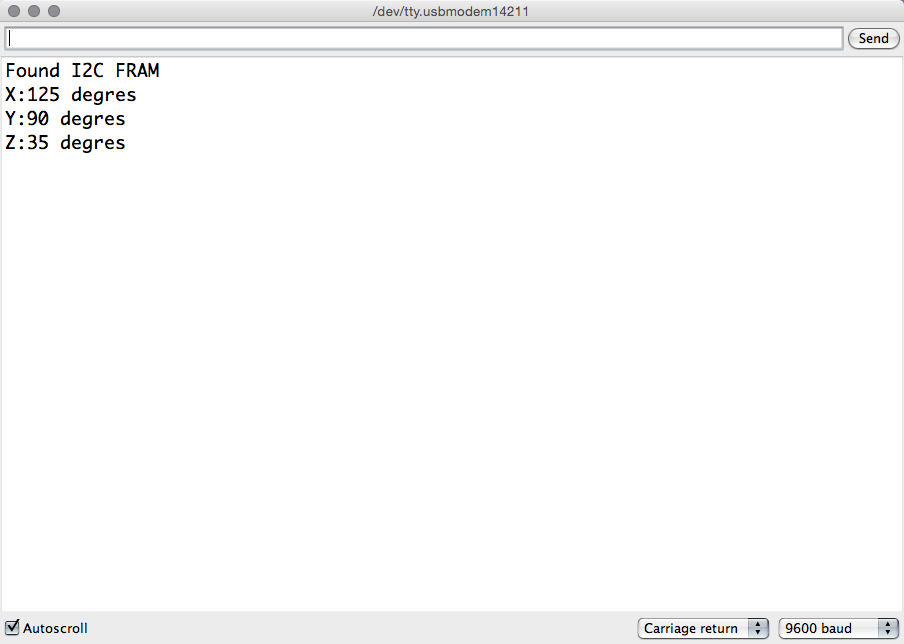 /dev/tty.usbmodem14211
Send
Found I2C FRAM
X:125 degres
Y:90 degres
Z:35 degres
Autoscroll
Carriage return
9600 baud